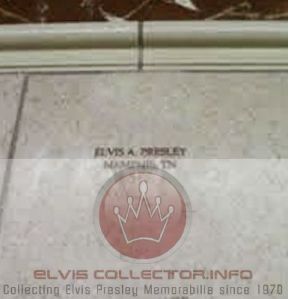 ELVIS A. PRESLEY
MEMPHIS, TN
ELVIS COLLECTOR.INFO
Collecting Elvis Presley Memorabilia since 1970